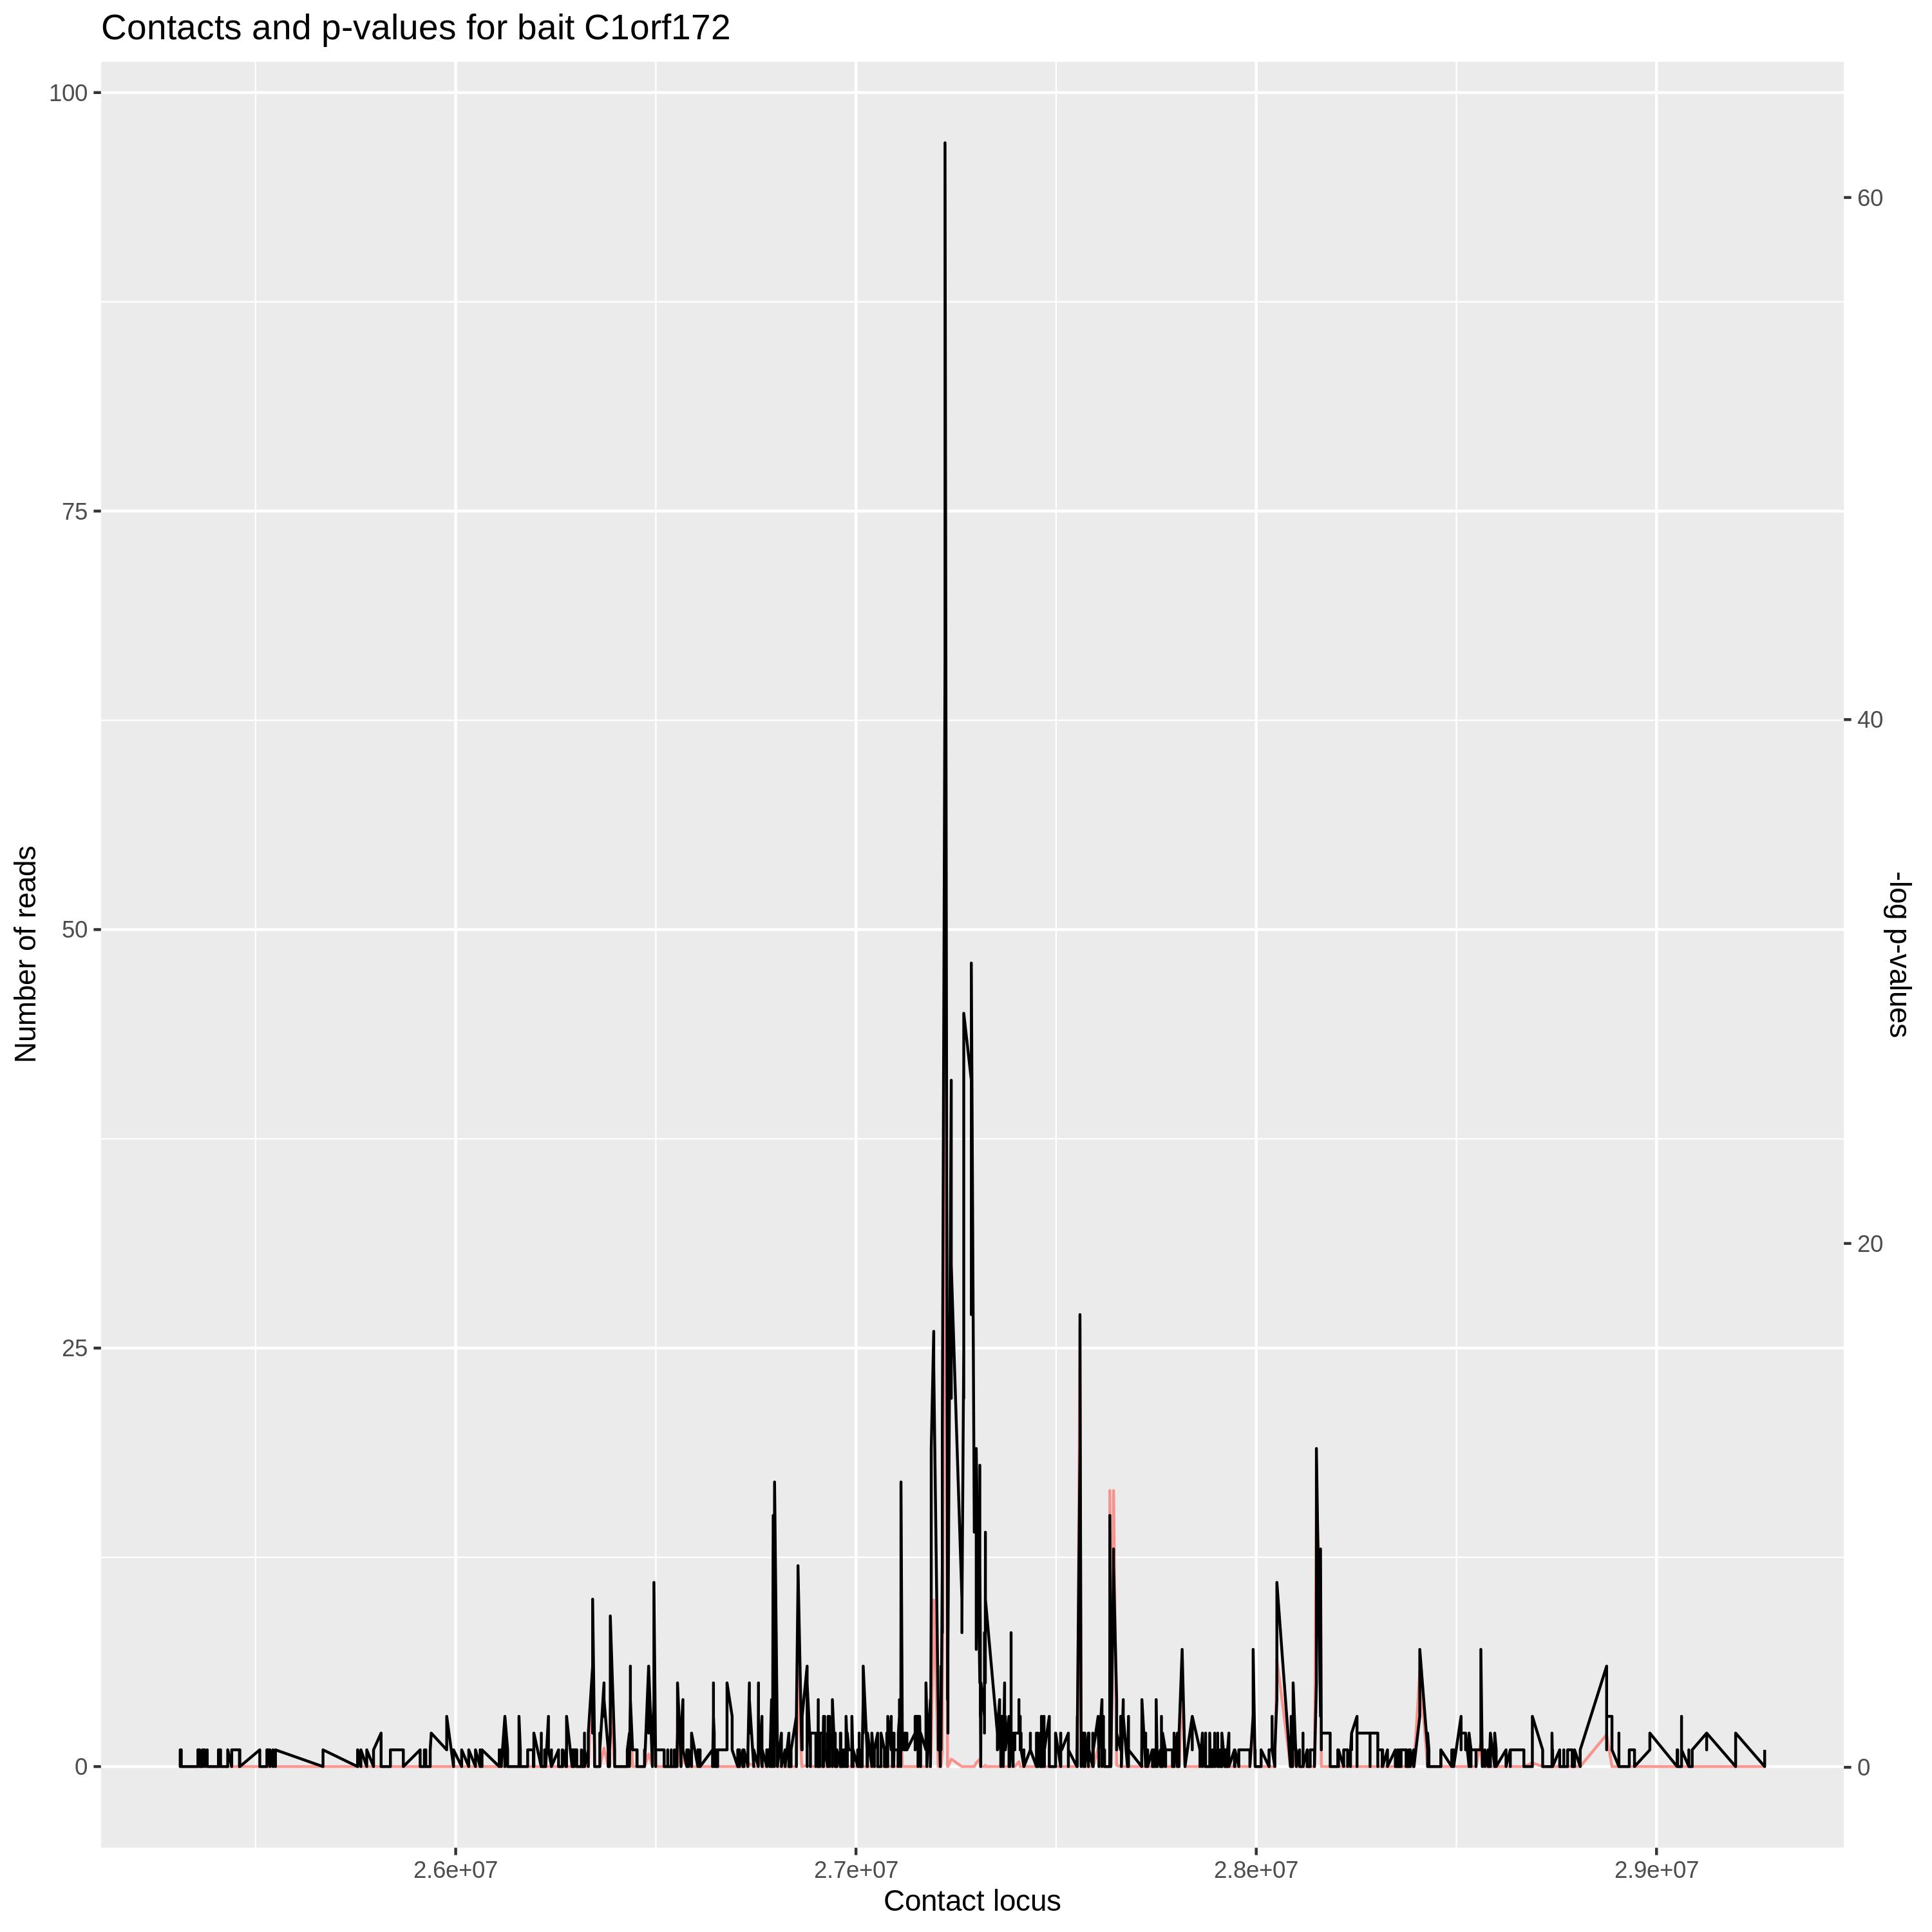 Contacts and p-values for bait C1orf172
100
75
50
25
0
Number of reads
60
40
20
0
-log p-values
2.6e+07
2.7e+07
2.8e+07
2.9e+07
Contact locus